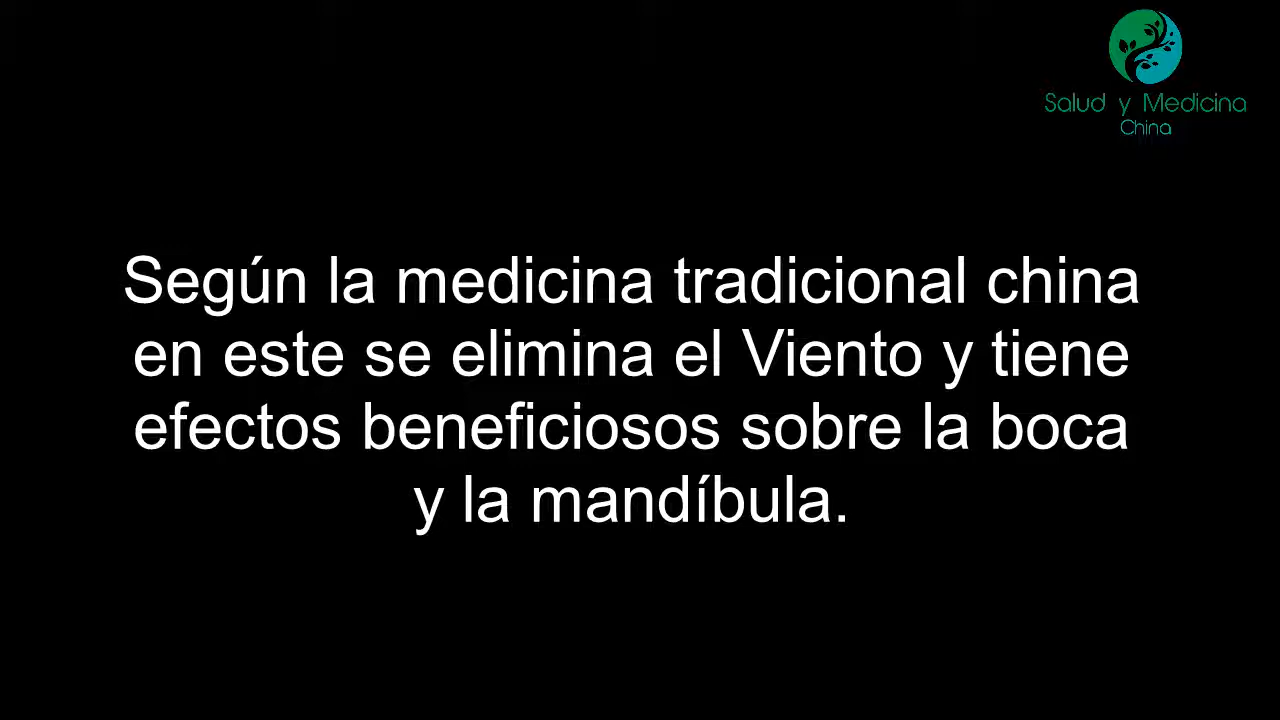 Salud y Medicina
China
Según la medicina tradicional china
en este se elimina el Viento y tiene
efectos beneficiosos sobre la boca
y la mandíbula.